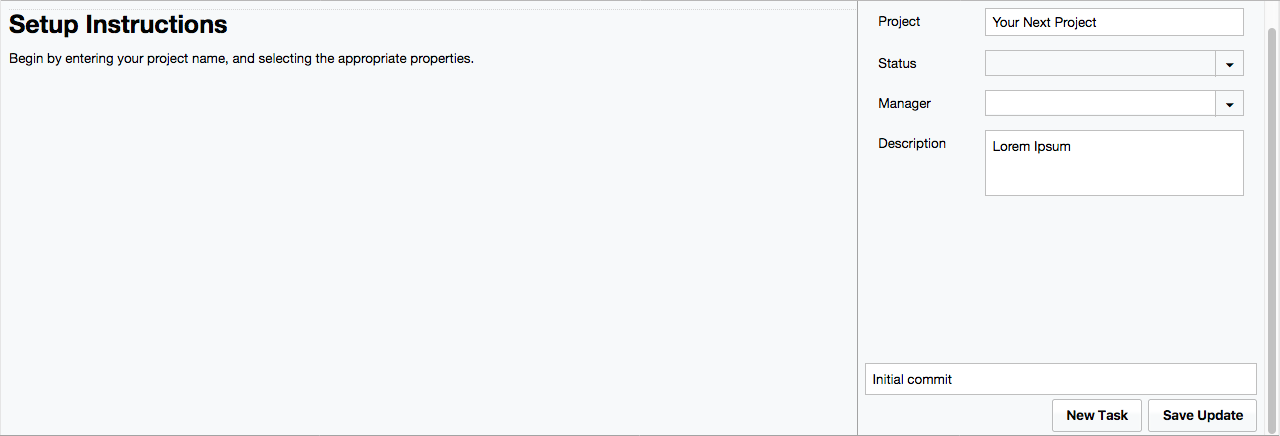 Setup Instructions
Begin by entering your project name, and selecting the appropriate properties.
Project
Your Next Project
Status
Manager
Description
Lorem Ipsum
Initial commit
New Task
Save Update